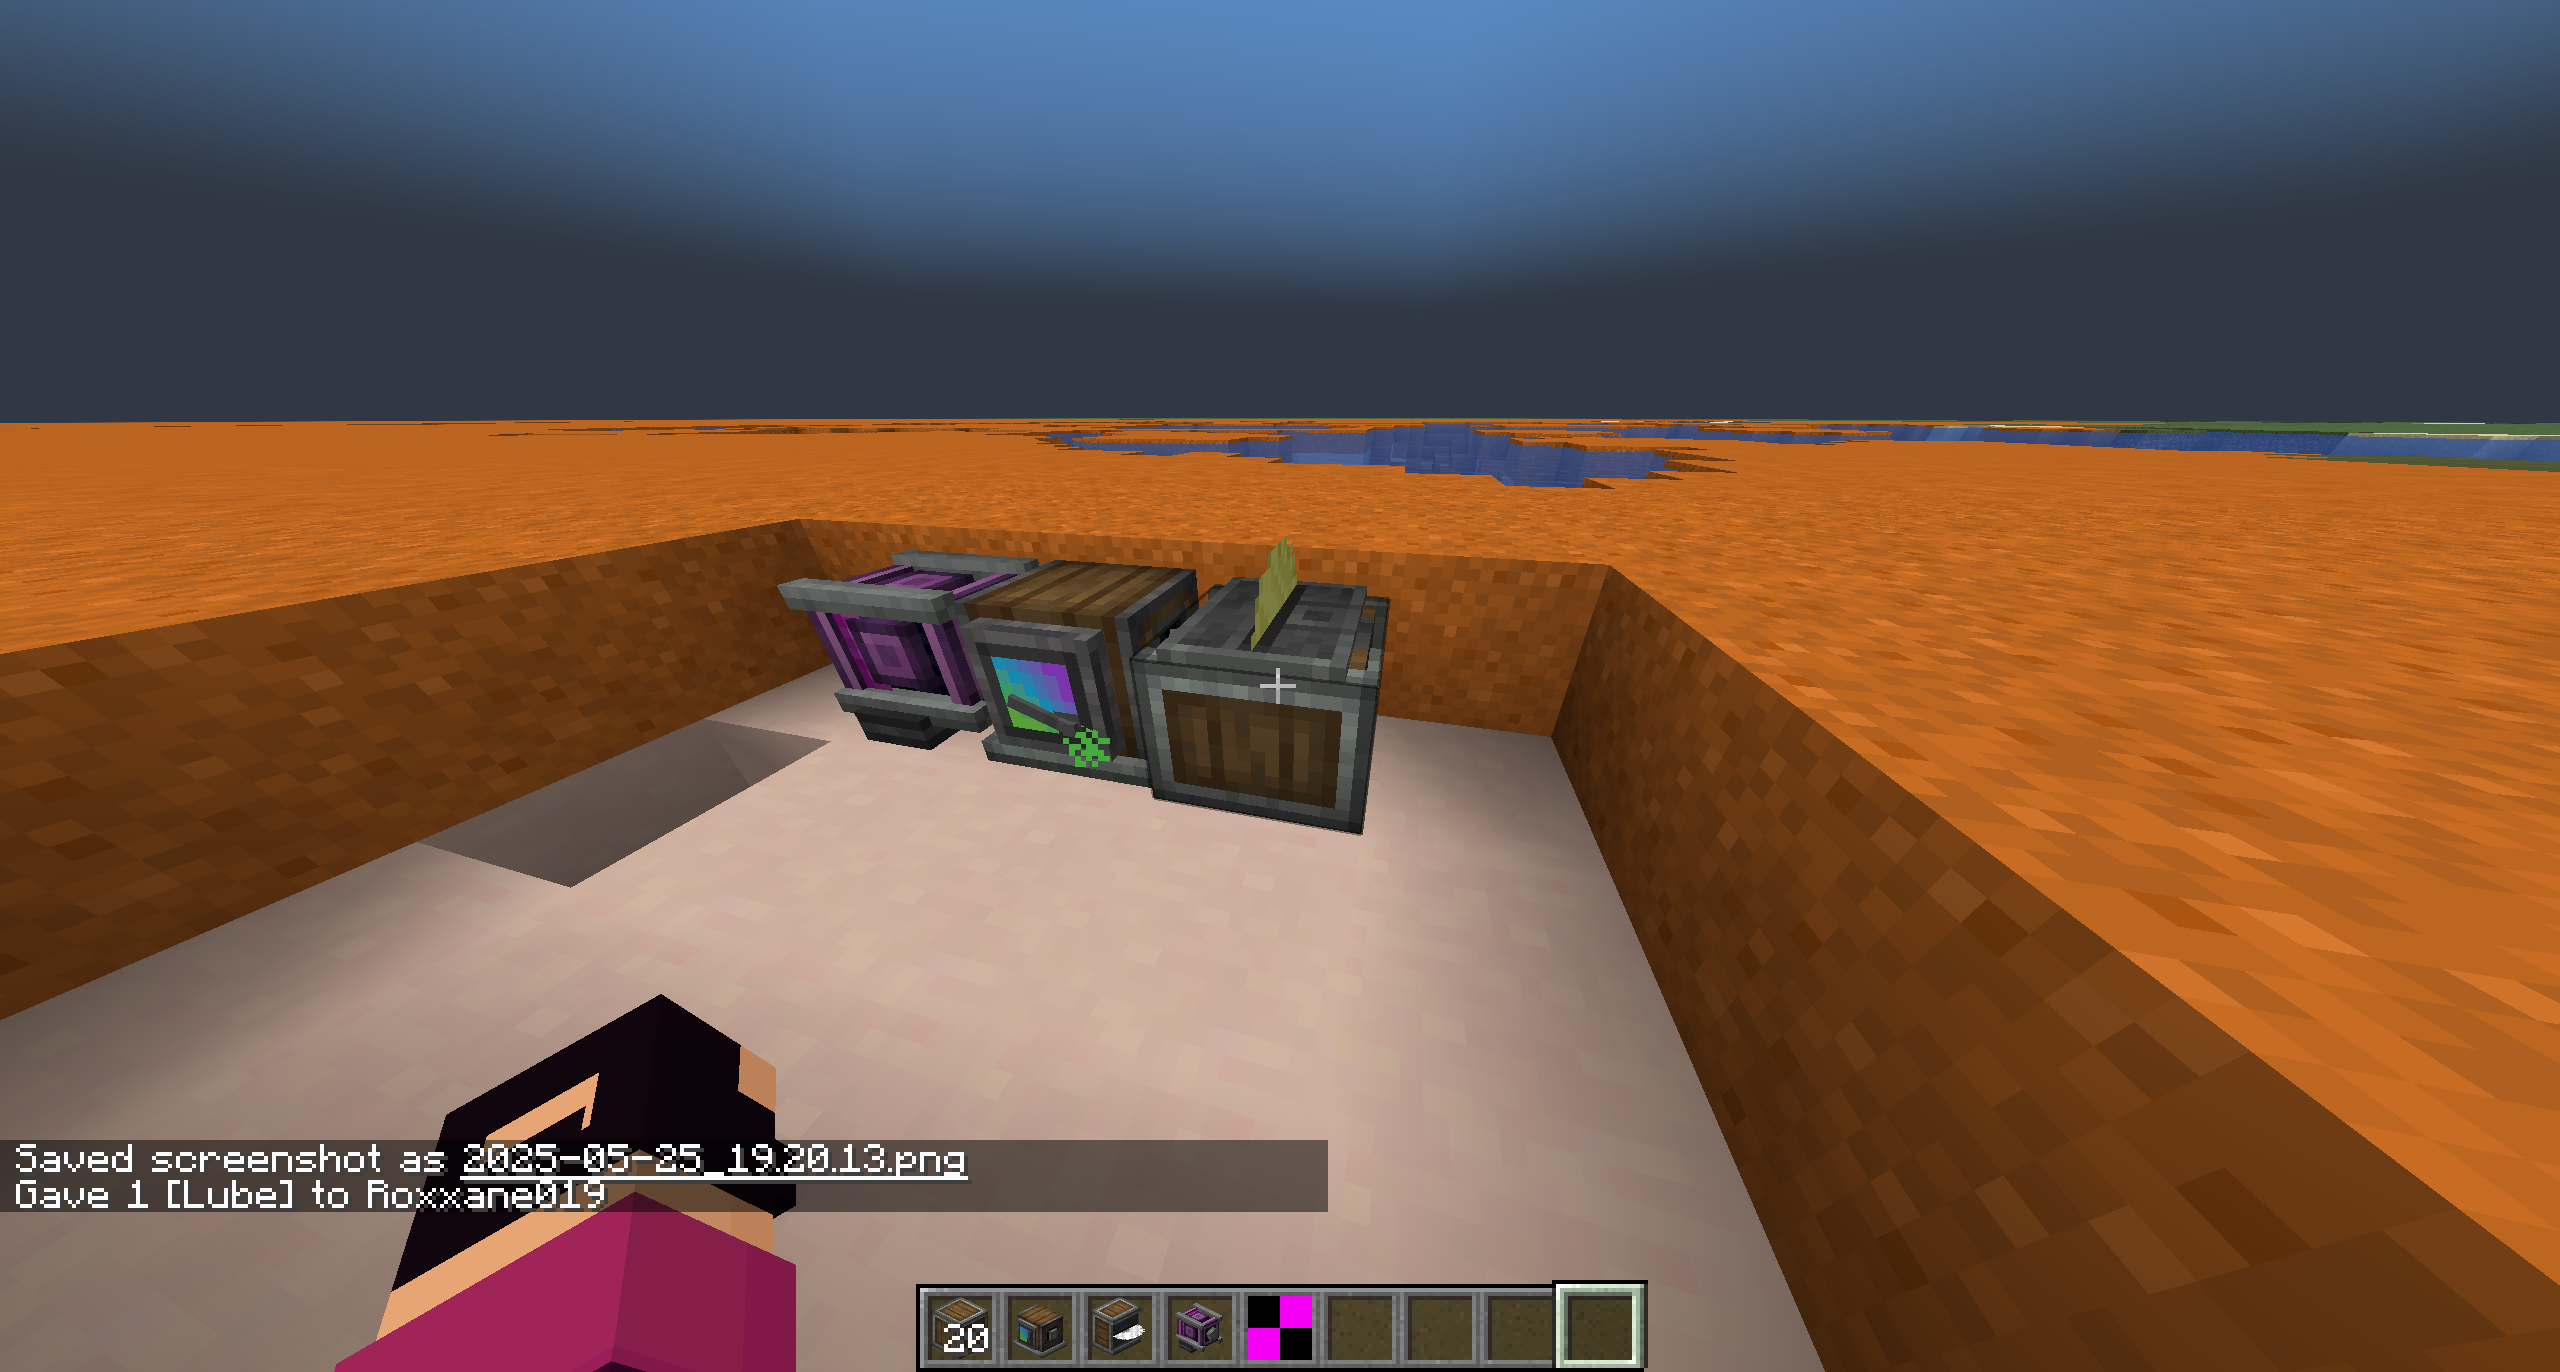 Saved screenshot as 2025-05-25_19.20.13.png
Gave 1 [Lube] to Roxxane019
20